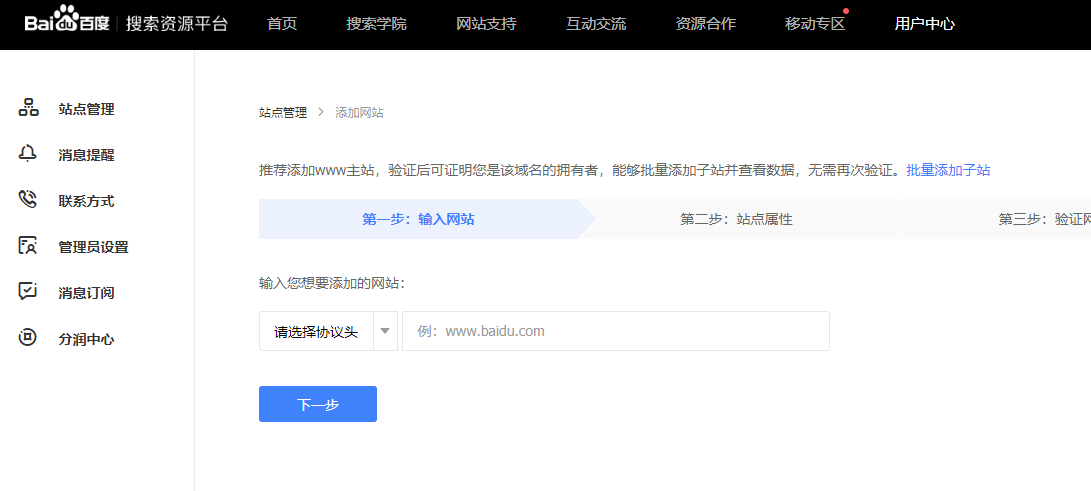 Baidu百度 搜索资源平台 首页 搜索学院 网站支持 互动交流 资源合作 移动专区 用户中心
站点管理
消息提醒
联系方式
管理员设置
消息订阅
分润中心
站点管理 > 添加网站
推荐添加www主站，验证后可证明您是该域名的拥有者，能够批量添加子站并查看数据，无需再次验证。批量添加子站
第一步：输入网站 第二步：站点属性 第三步：验证
输入您想要添加的网站：
请选择协议头 例：www.baidu.com
下一步